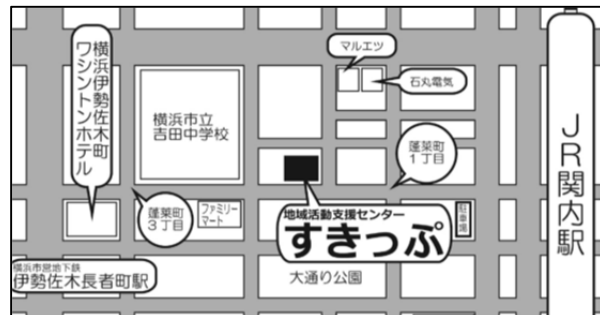 マルエツ
石丸電気
横浜伊勢佐木町
ワシントンホテル
横浜市立
吉田中学校
蓬莱町
1丁目
JR関内駅
蓬莱町
3丁目
ファミリー
マート
地域活動支援センター
すきっぷ
駐車場
横浜市営地下鉄
伊勢佐木長者町駅
大通り公園